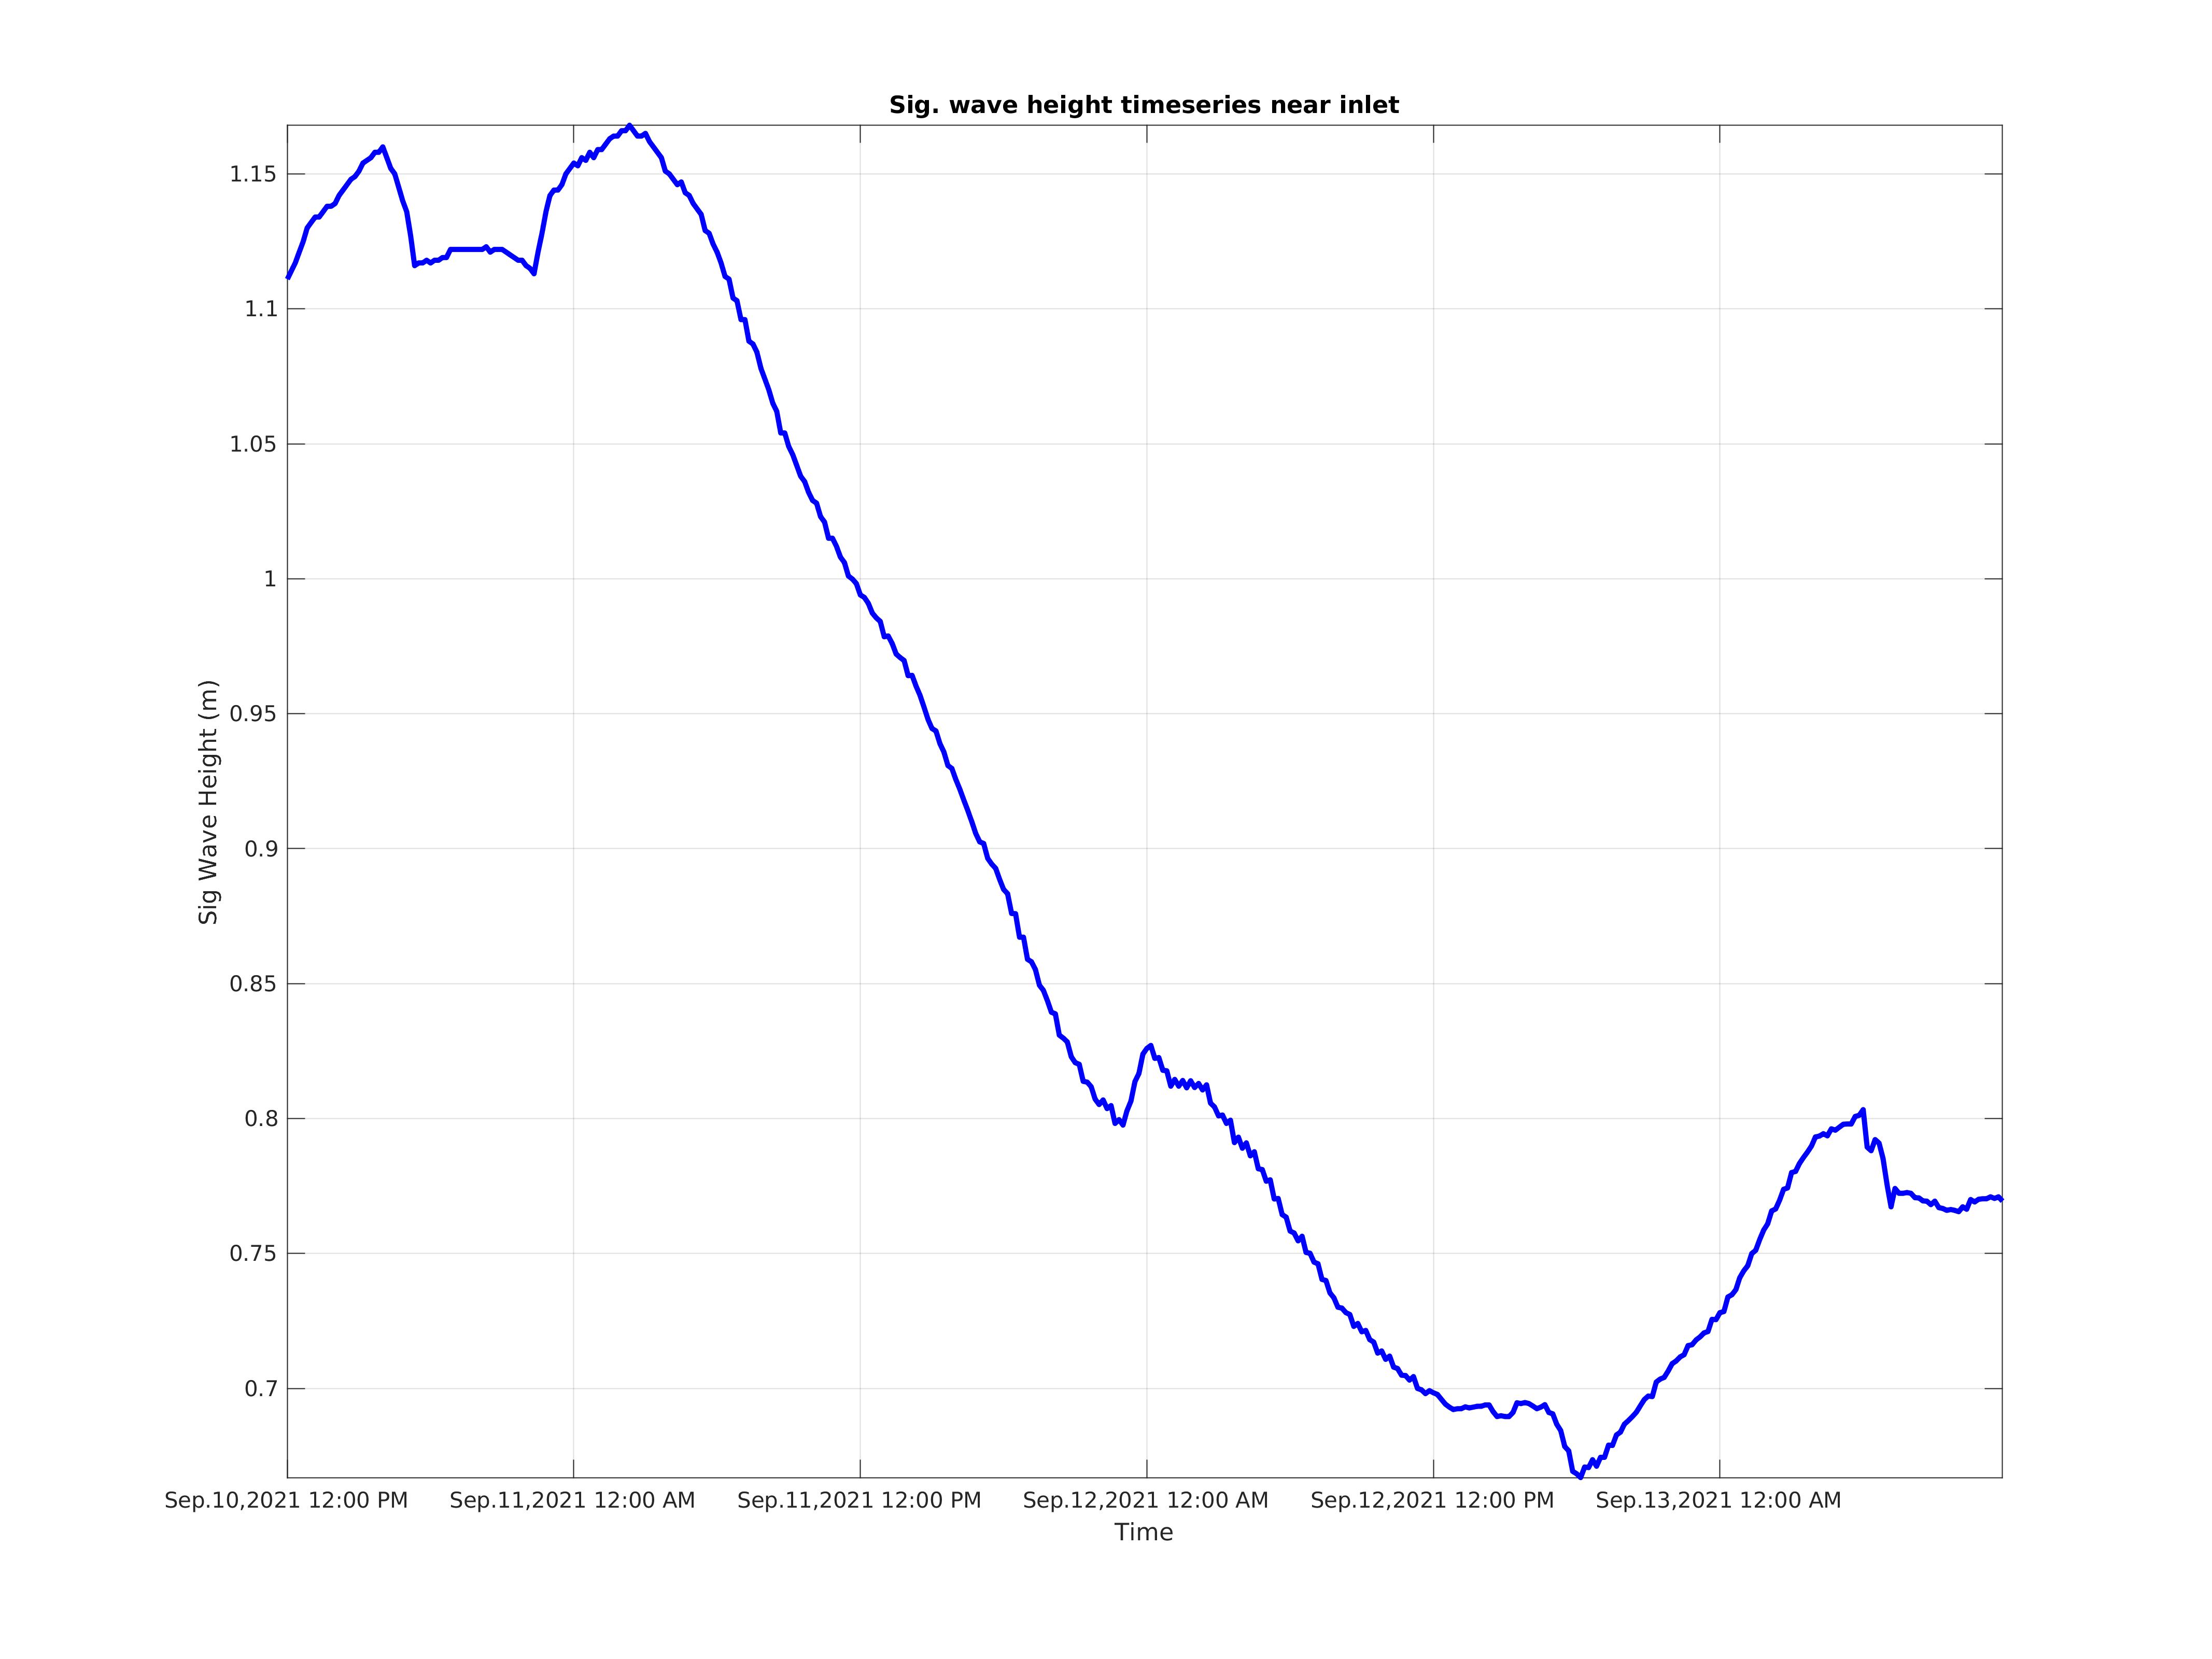 Sig. wave height timeseries near inlet
1.15
1.1
1.05
1
0.95
0.9
0.85
0.8
0.75
0.7
Sig Wave Height (m)
Sep.10,2021 12:00 PM
Sep.11,2021 12:00 AM
Sep.11,2021 12:00 PM
Sep.12,2021 12:00 AM
Sep.12,2021 12:00 PM
Sep.13,2021 12:00 AM
Time